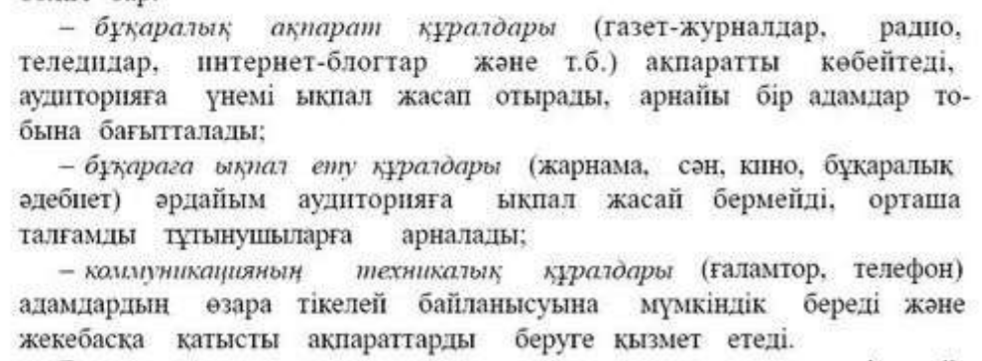 – бұқаралық ақпарат құралдары (газет-журналдар, радио,
теледидар, интернет-блогтар және т.б.) ақпаратты көбейтеді,
аудиторияға үнемі ықпал жасап отырады, арнайы бір адамдар то-
бына бағытталады;
– бұқараға ықпал ету құралдары (жарнама, сән, кино, бұқаралық
әдебиет) әрдайым аудиторияға ықпал жасай бермейді, орташа
талғамды тұтынушыларға арналады;
– коммуникацияның техникалық құралдары (ғаламтор, телефон)
адамдардың өзара тікелей байланысуына мүмкіндік береді және
жекебасқа қатысты ақпараттарды беруге қызмет етеді.